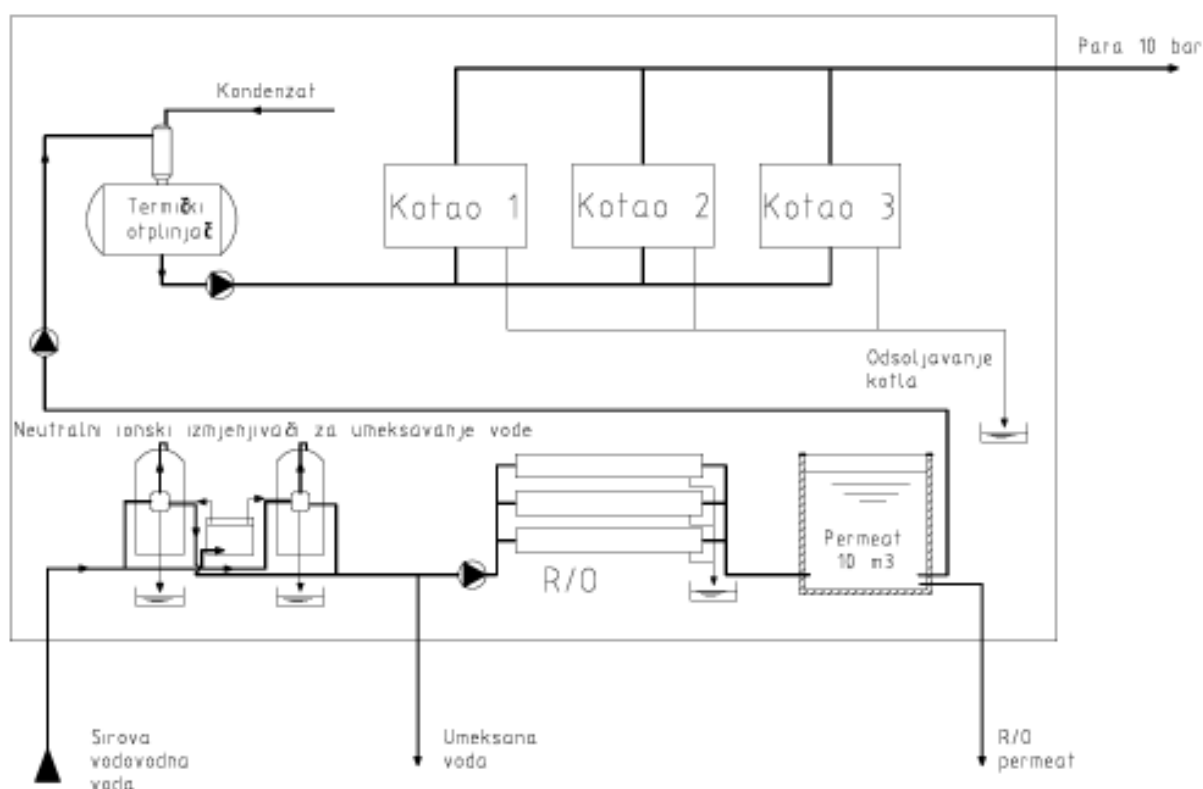 Para 10 bar
Kondenzat
Termički
otplinjač
Kotao 1
Kotao 2
Kotao 3
Odsoljavanje
kotla
Neutralni ionski izmjenjivači za umeksavanje vode
R/O
Permeat
10 m3
Sirova
vodovodna
voda
Umeksana
voda
R/O
permeat